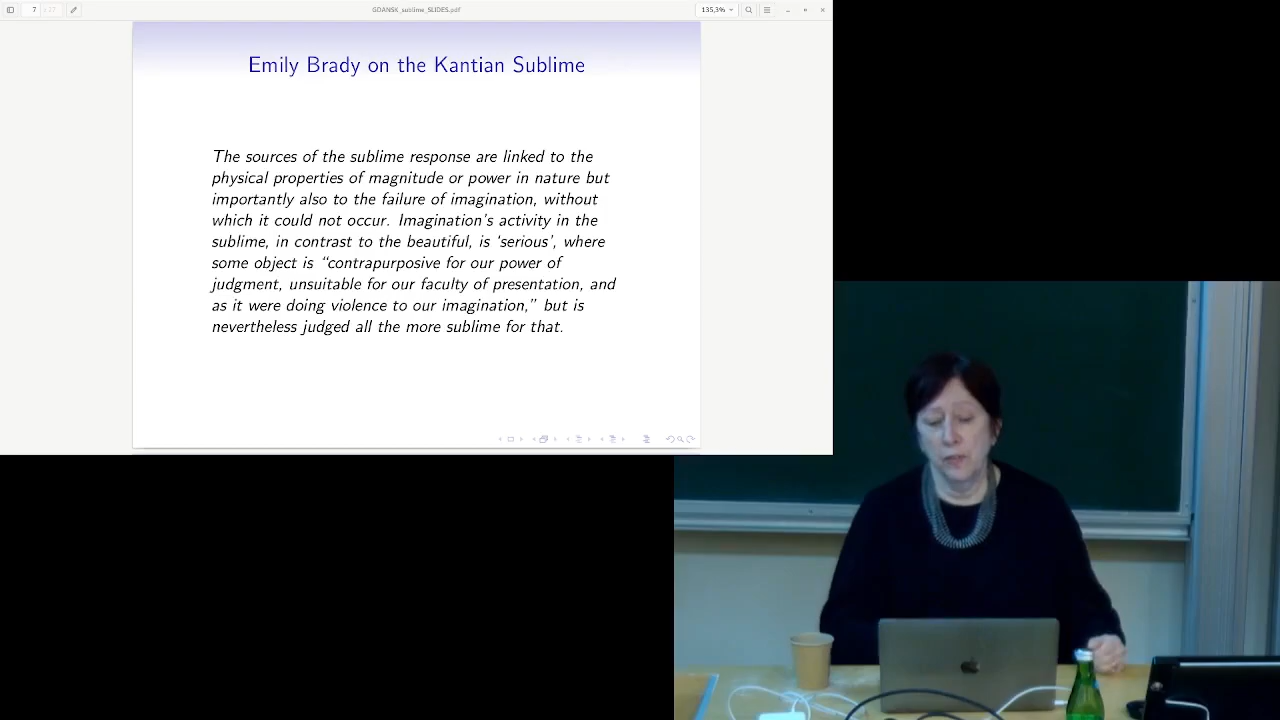 7
GDANSK_sublime_SLIDES.pdf
135,3%
Emily Brady on the Kantian Sublime
The sources of the sublime response are linked to the
physical properties of magnitude or power in nature but
importantly also to the failure of imagination, without
which it could not occur. Imagination's activity in the
sublime, in contrast to the beautiful, is ‘serious’, where
some object is “contrapurposive for our power of
judgment, unsuitable for our faculty of presentation, and
as it were doing violence to our imagination,” but is
nevertheless judged all the more sublime for that.